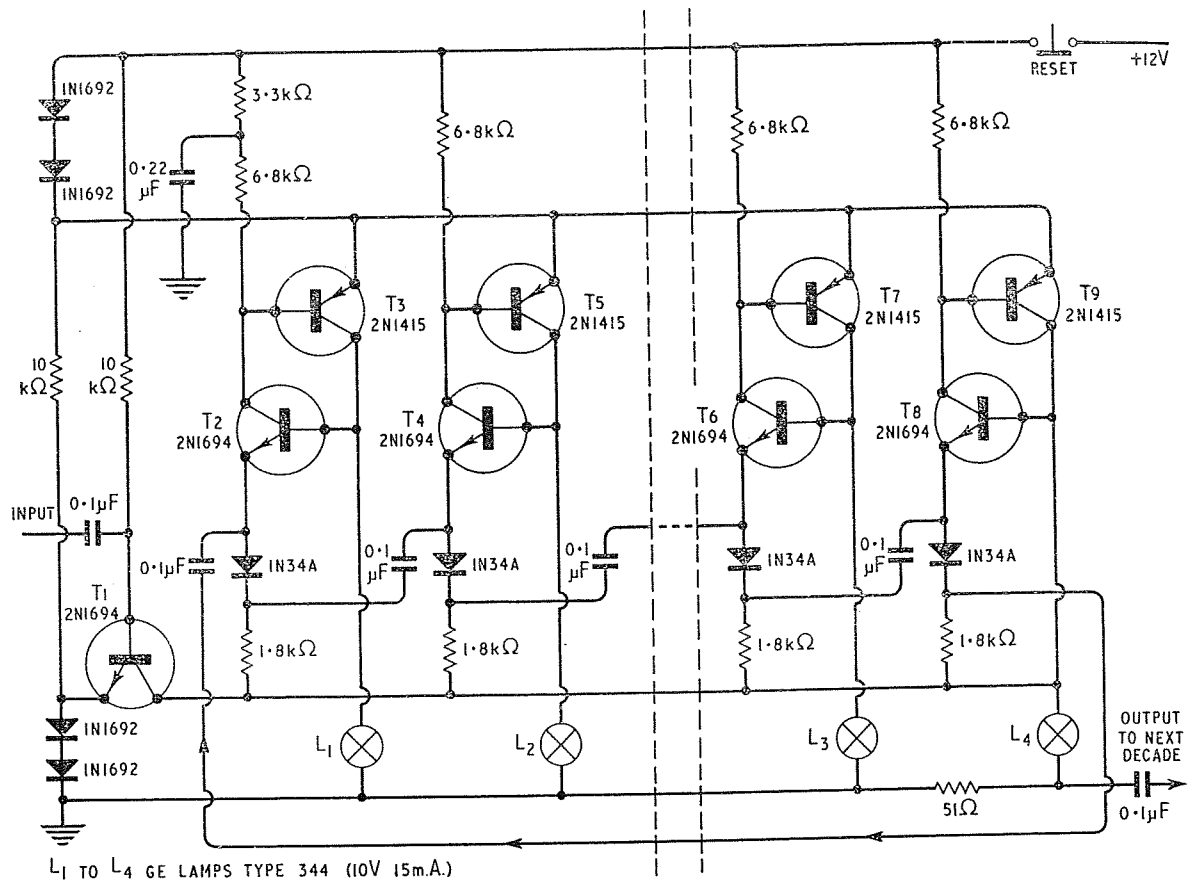 +12V
RESET
1N1692
3·3kΩ
6·8kΩ
6·8kΩ
6·8kΩ
1N1692
0·22
μF
6·8kΩ
T3
2N1415
T5
2N1415
T7
2N1415
T9
2N1415
10
kΩ
10
kΩ
T2
2N1694
T4
2N1694
T6
2N1694
T8
2N1694
INPUT
0·1μF
0·1μF
1N34A
0·1
μF
1N34A
0·1
μF
1N34A
0·1
μF
1N34A
T1
2N1694
1·8kΩ
1·8kΩ
1·8kΩ
1·8kΩ
1N1692
1N1692
L1
L2
L3
L4
OUTPUT
TO NEXT
DECADE
51Ω
0·1μF
L1 TO L4 GE LAMPS TYPE 344 (10V 15m.A.)